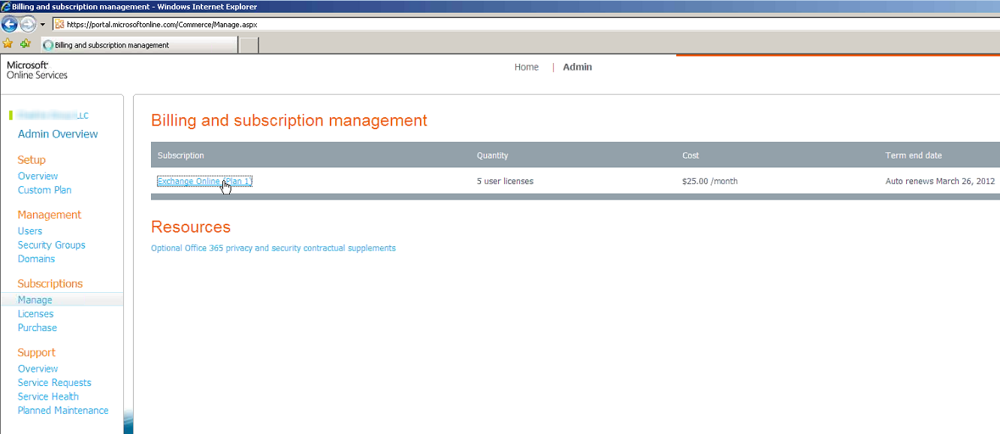 Billing and subscription management - Windows Internet Explorer
https://portal.microsoftonline.com/Commerce/Manage.aspx
Billing and subscription management
Microsoft
Online Services
Home | Admin
LLC
Admin Overview
Setup
Overview
Custom Plan
Management
Users
Security Groups
Domains
Subscriptions
Manage
Licenses
Purchase
Support
Overview
Service Requests
Service Health
Planned Maintenance
Billing and subscription management
Subscription Quantity Cost Term end date
Exchange Online (Plan 1) 5 user licenses $25.00 /month Auto renews March 26, 2012
Resources
Optional Office 365 privacy and security contractual supplements